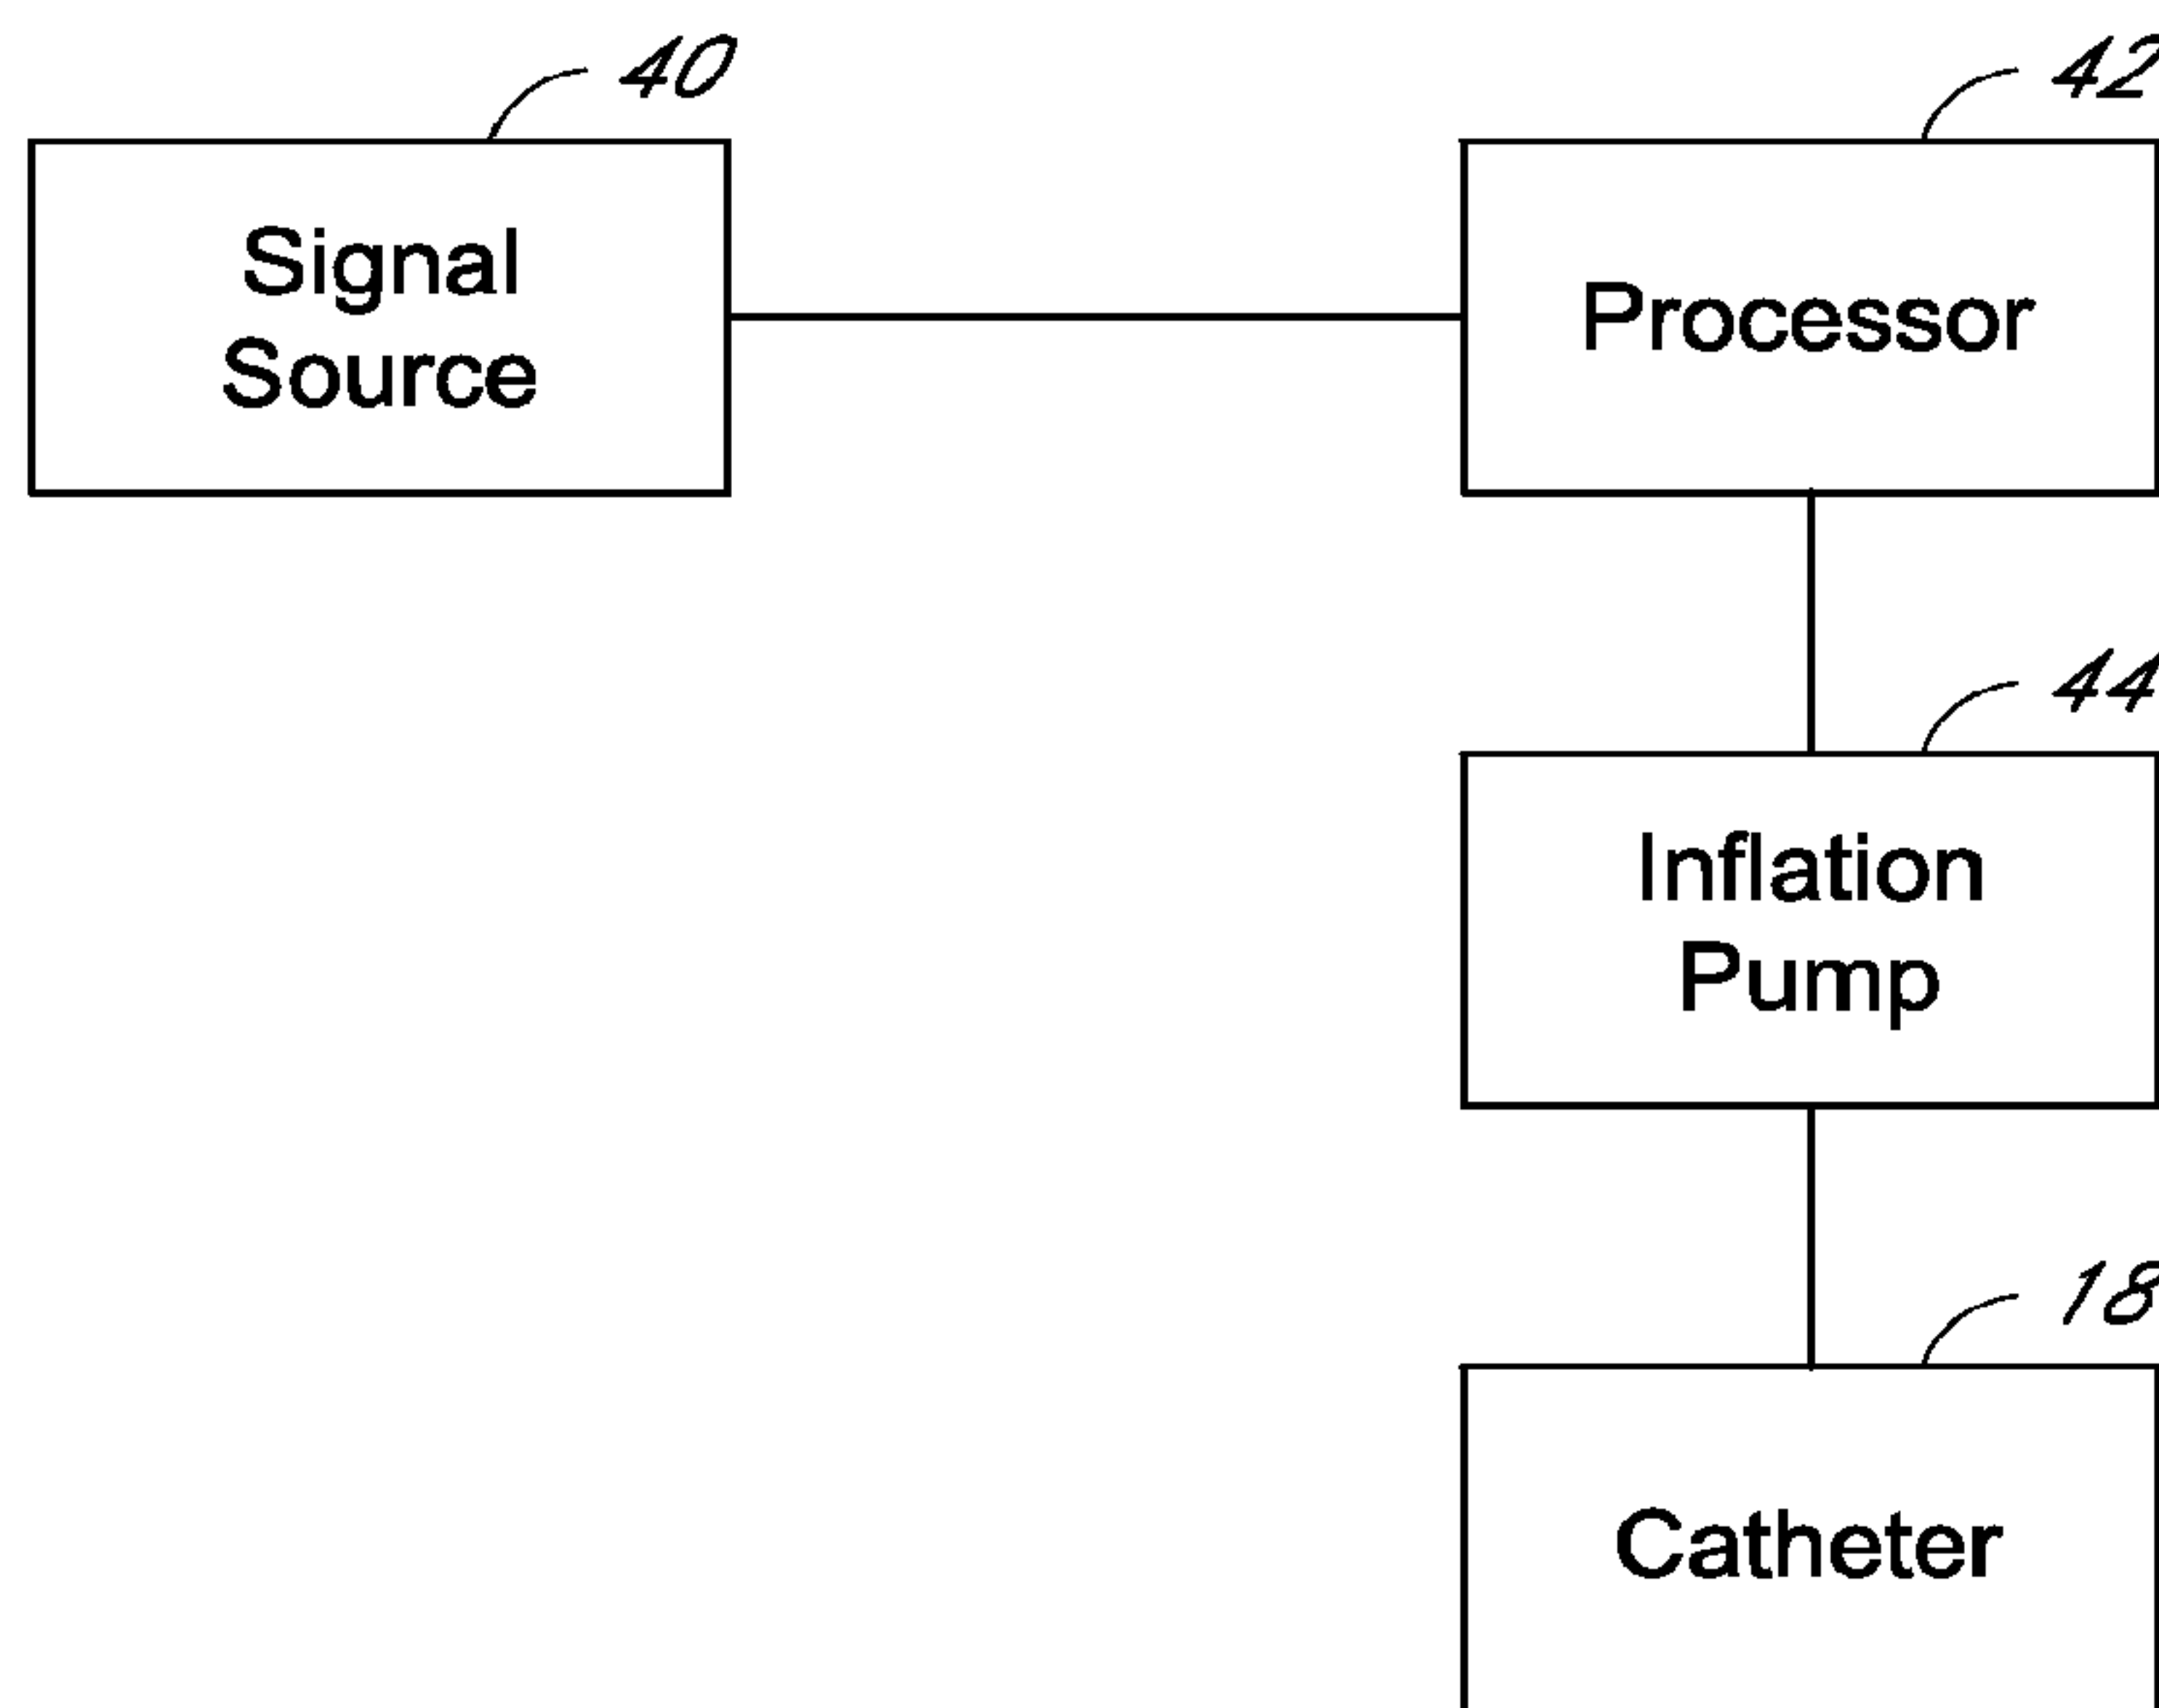 40
42
Signal
Source
Processor
44
Inflation
Pump
18
Catheter